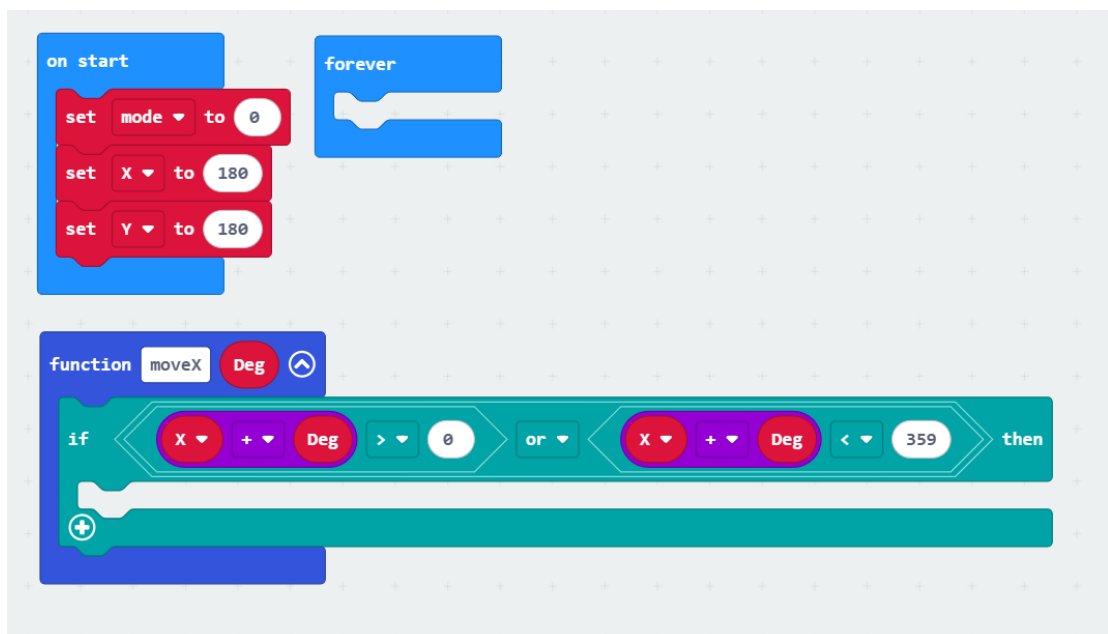 on start
set mode to 0
set X to 180
set Y to 180
forever
function moveX Deg
if X + Deg > 0 or X + Deg < 359 then